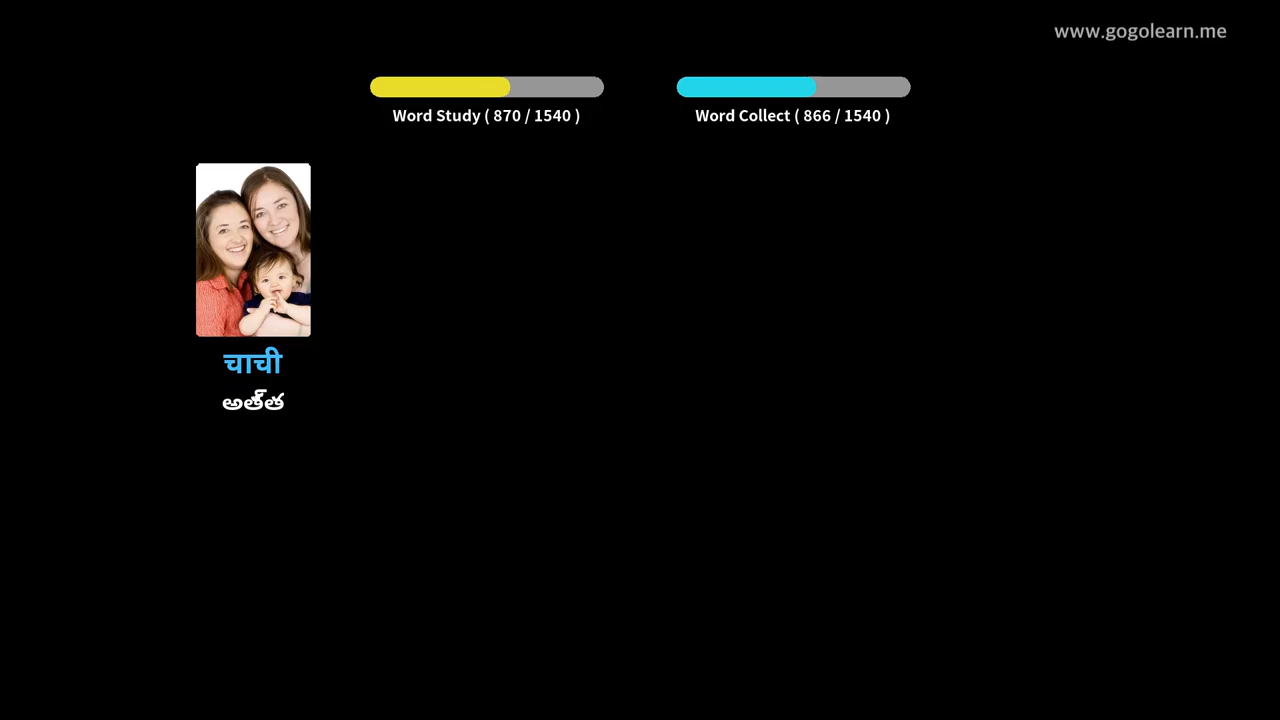 www.gogolearn.me
Word Study ( 870 / 1540 )
Word Collect ( 866 / 1540 )
चाची
అత్త